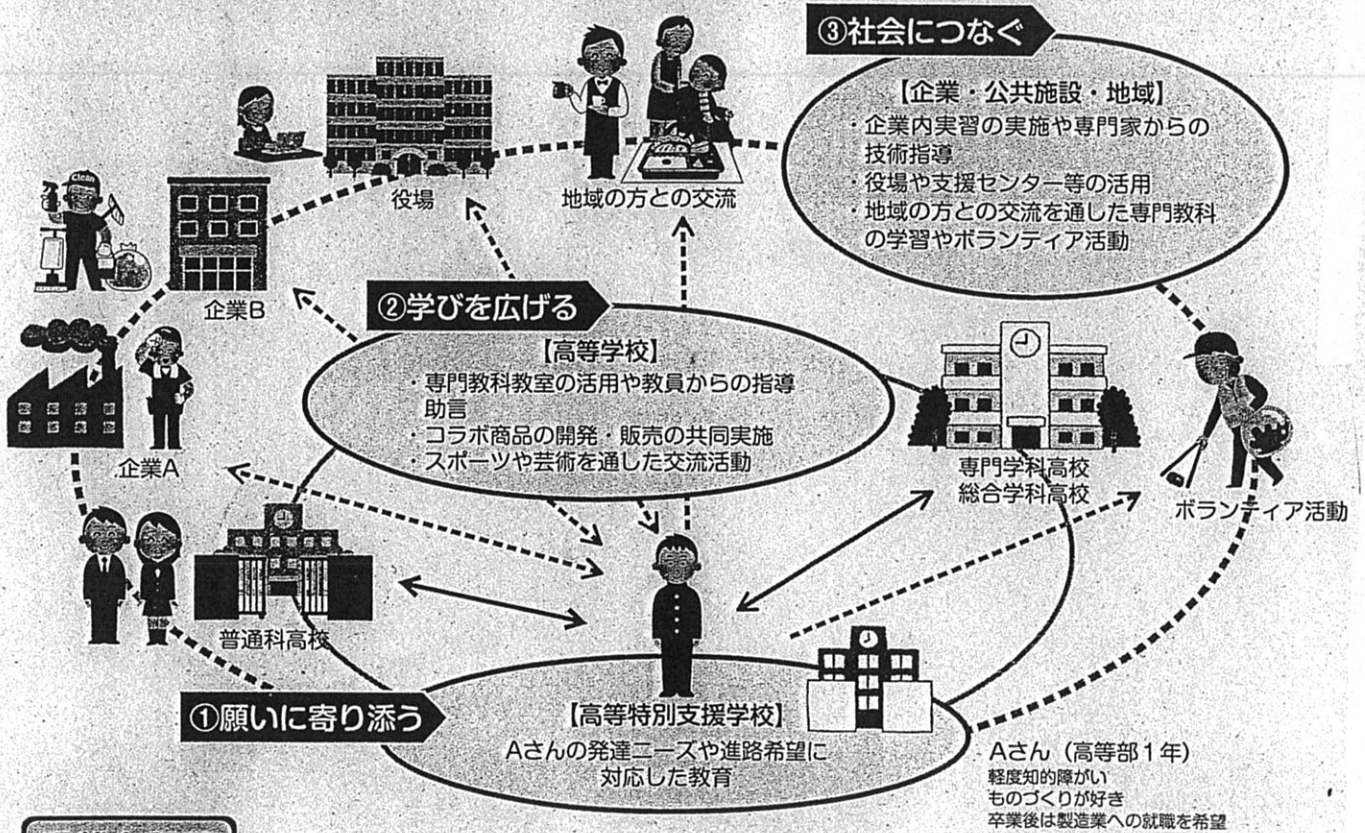 ③社会につなぐ
【企業・公共施設・地域】
・企業内実習の実施や専門家からの
技術指導
・役場や支援センター等の活用
・地域の方との交流を通した専門教科
の学習やボランティア活動
Clean
役場
地域の方との交流
企業B
②学びを広げる
【高等学校】
・専門教科教室の活用や教員からの指導
助言
・コラボ商品の開発・販売の共同実施
・スポーツや芸術を通した交流活動
企業A
専門学科高校
総合学科高校
ボランティア活動
普通科高校
①願いに寄り添う
【高等特別支援学校】
Aさんの発達ニーズや進路希望に
対応した教育
Aさん（高等部1年）
軽度知的障がい
ものづくりが好き
卒業後は製造業への就職を希望